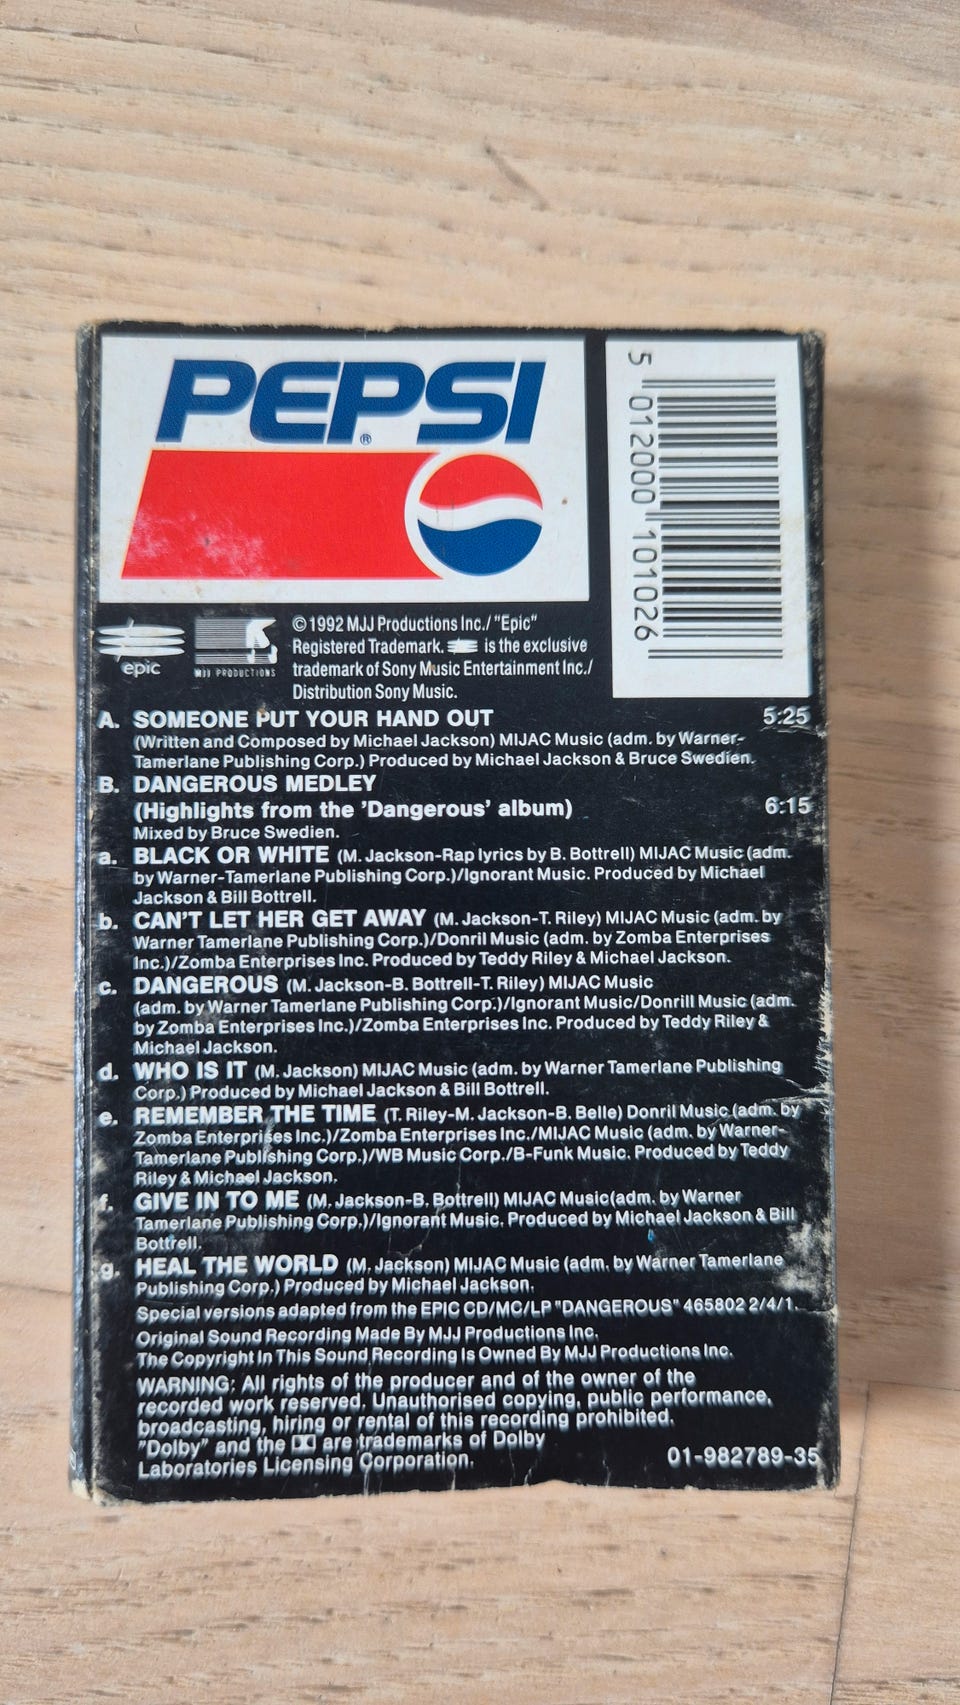 PEPSI
®
5 012000 101026
epic
MJJ PRODUCTIONS
© 1992 MJJ Productions Inc./ "Epic"
Registered Trademark. is the exclusive
trademark of Sony Music Entertainment Inc./
Distribution Sony Music.
A. SOMEONE PUT YOUR HAND OUT 5:25
(Written and Composed by Michael Jackson) MIJAC Music (adm. by Warner-
Tamerlane Publishing Corp.) Produced by Michael Jackson & Bruce Swedien.
B. DANGEROUS MEDLEY
(Highlights from the 'Dangerous' album) 6:15
Mixed by Bruce Swedien.
a. BLACK OR WHITE (M. Jackson-Rap lyrics by B. Bottrell) MIJAC Music (adm.
by Warner-Tamerlane Publishing Corp.)/Ignorant Music. Produced by Michael
Jackson & Bill Bottrell.
b. CAN'T LET HER GET AWAY (M. Jackson-T. Riley) MIJAC Music (adm. by
Warner Tamerlane Publishing Corp.)/Donril Music (adm. by Zomba Enterprises
Inc.)/Zomba Enterprises Inc. Produced by Teddy Riley & Michael Jackson.
c. DANGEROUS (M. Jackson-B. Bottrell-T. Riley) MIJAC Music
(adm. by Warner Tamerlane Publishing Corp.)/Ignorant Music/Donrill Music (adm.
by Zomba Enterprises Inc.)/Zomba Enterprises Inc. Produced by Teddy Riley &
Michael Jackson.
d. WHO IS IT (M. Jackson) MIJAC Music (adm. by Warner Tamerlane Publishing
Corp.) Produced by Michael Jackson & Bill Bottrell.
e. REMEMBER THE TIME (T. Riley-M. Jackson-B. Belle) Donril Music (adm. by
Zomba Enterprises Inc.)/Zomba Enterprises Inc./MIJAC Music (adm. by Warner-
Tamerlane Publishing Corp.)/WB Music Corp./B-Funk Music. Produced by Teddy
Riley & Michael Jackson.
f. GIVE IN TO ME (M. Jackson-B. Bottrell) MIJAC Music(adm. by Warner
Tamerlane Publishing Corp.)/Ignorant Music. Produced by Michael Jackson & Bill
Bottrell.
g. HEAL THE WORLD (M. Jackson) MIJAC Music (adm. by Warner Tamerlane
Publishing Corp.) Produced by Michael Jackson.
Special versions adapted from the EPIC CD/MC/LP "DANGEROUS" 465802 2/4/1.
Original Sound Recording Made By MJJ Productions Inc.
The Copyright In This Sound Recording Is Owned By MJJ Productions Inc.
WARNING: All rights of the producer and of the owner of the
recorded work reserved. Unauthorised copying, public performance,
broadcasting, hiring or rental of this recording prohibited.
"Dolby" and the are trademarks of Dolby
Laboratories Licensing Corporation.
01-982789-35